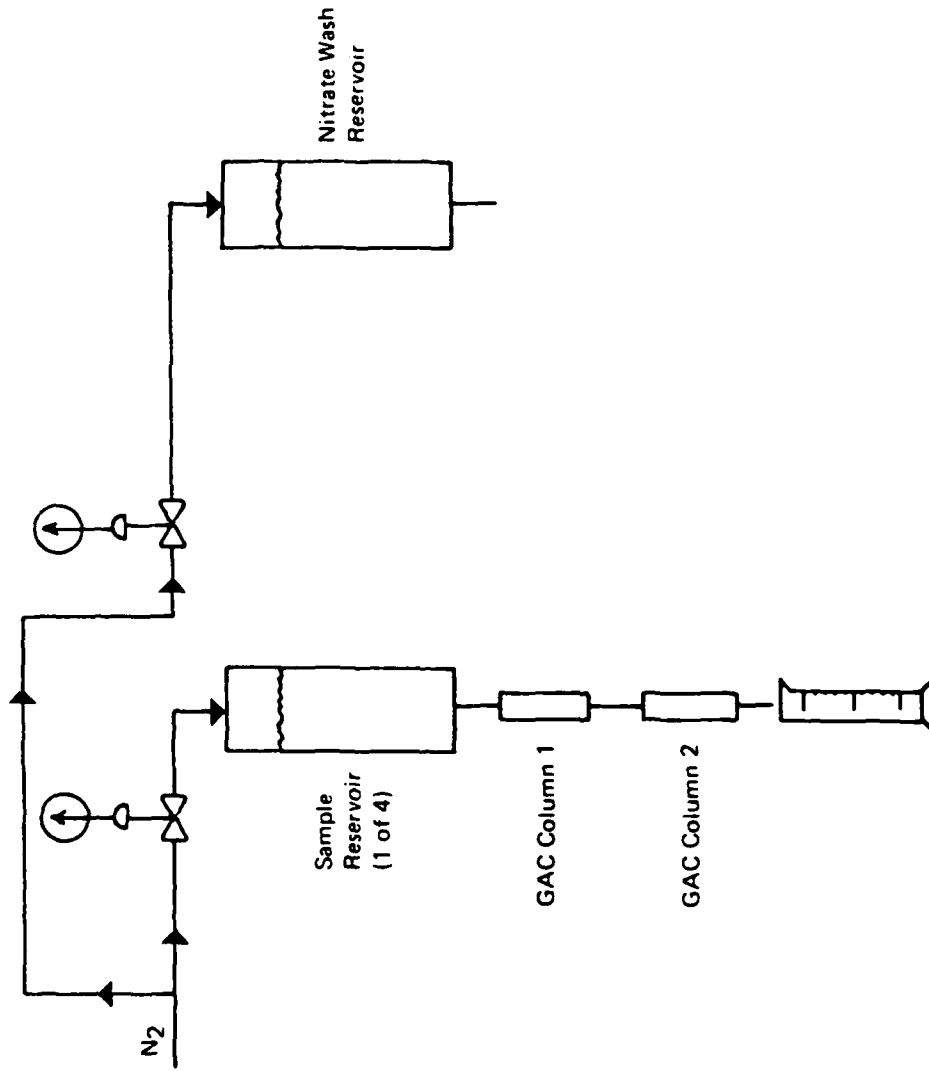 N2
Sample
Reservoir
(1 of 4)
GAC Column 1
GAC Column 2
Nitrate Wash
Reservoir